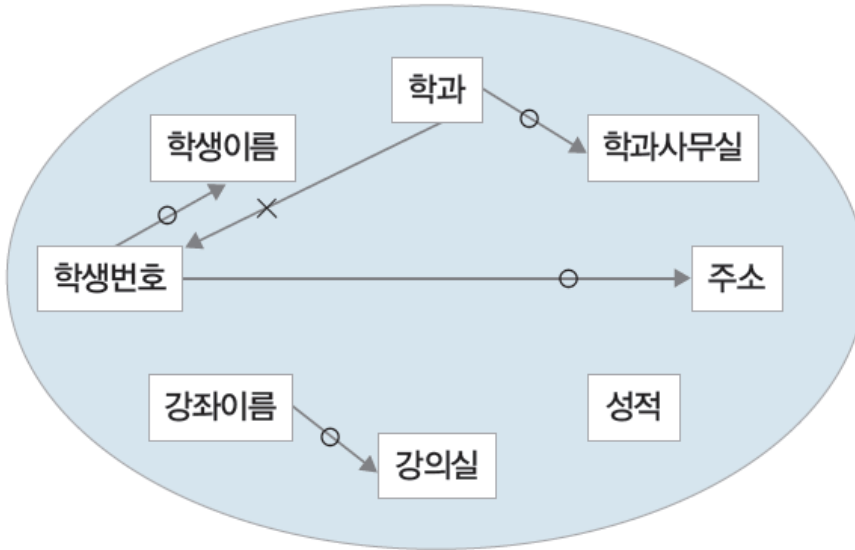 학과
학생이름
학과사무실
학생번호
주소
강좌이름
성적
강의실